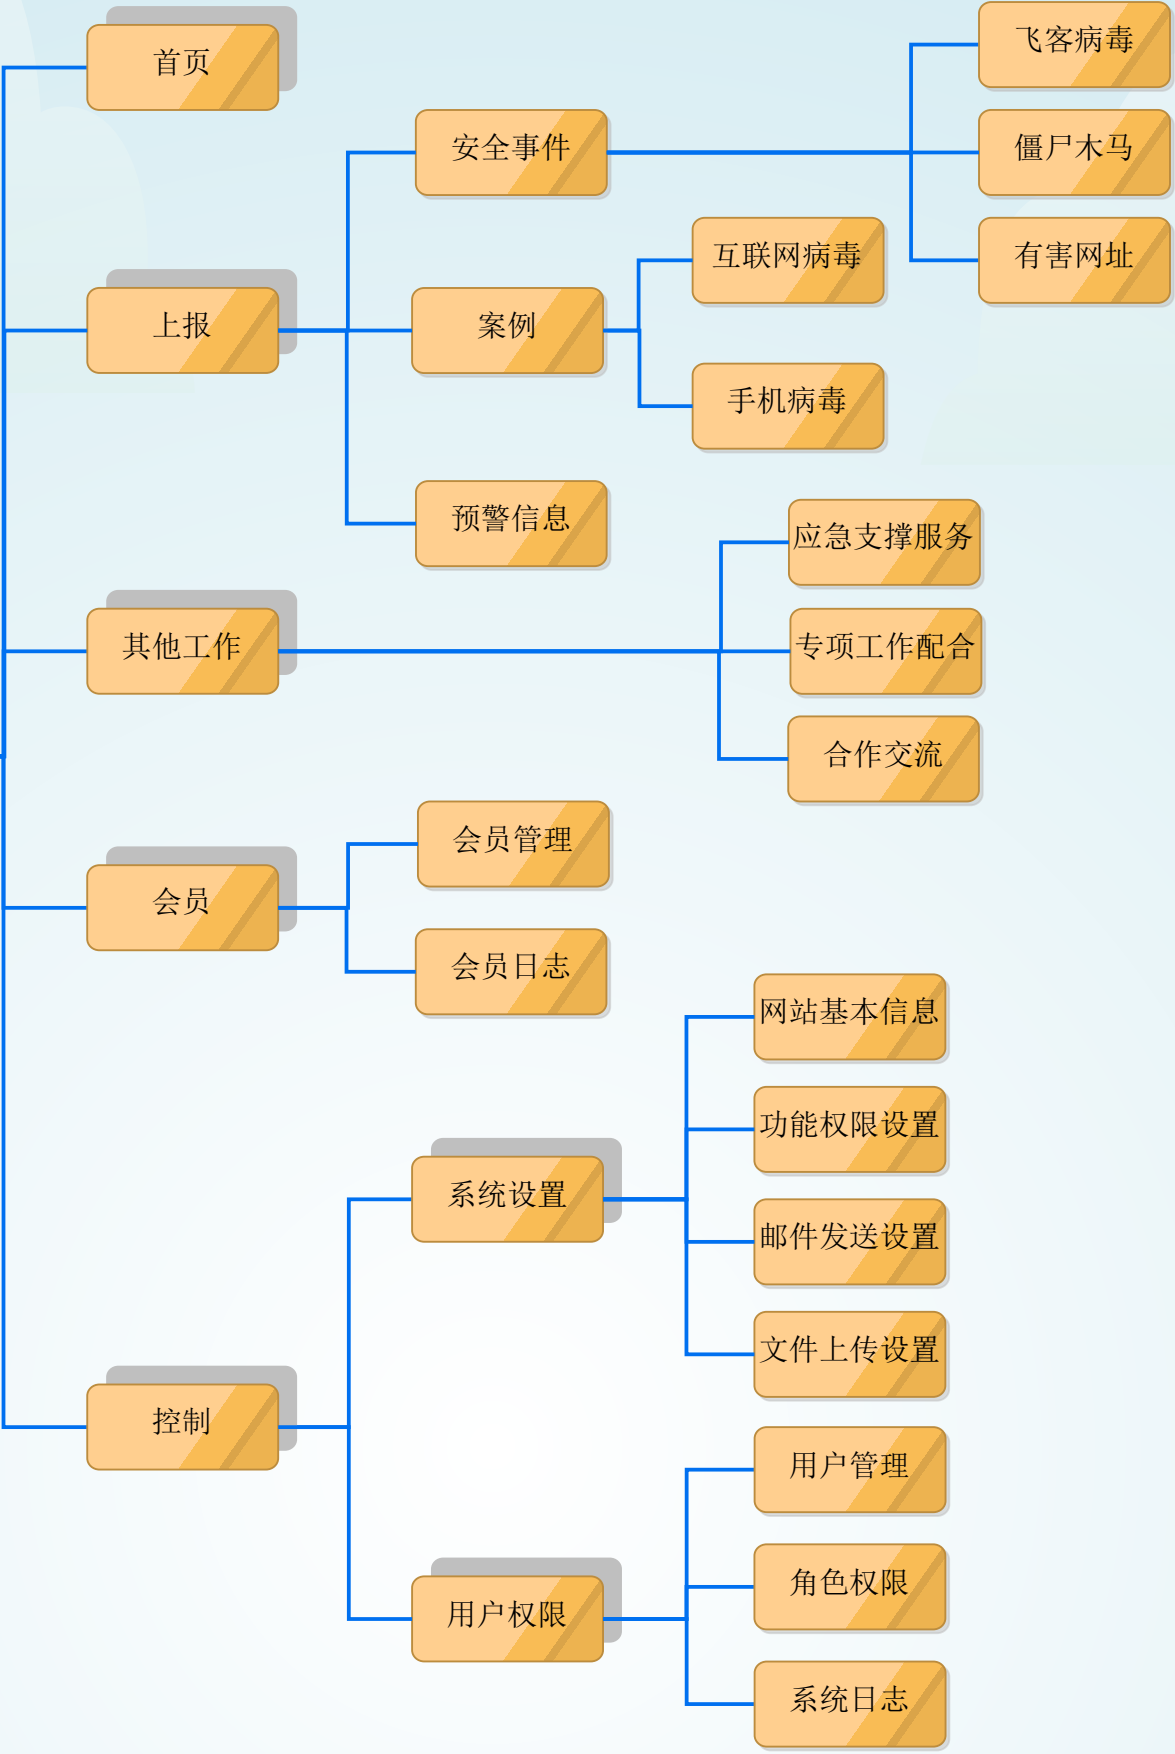 首页
上报
安全事件
飞客病毒
僵尸木马
有害网址
案例
互联网病毒
手机病毒
预警信息
其他工作
应急支撑服务
专项工作配合
合作交流
会员
会员管理
会员日志
控制
系统设置
网站基本信息
功能权限设置
邮件发送设置
文件上传设置
用户权限
用户管理
角色权限
系统日志